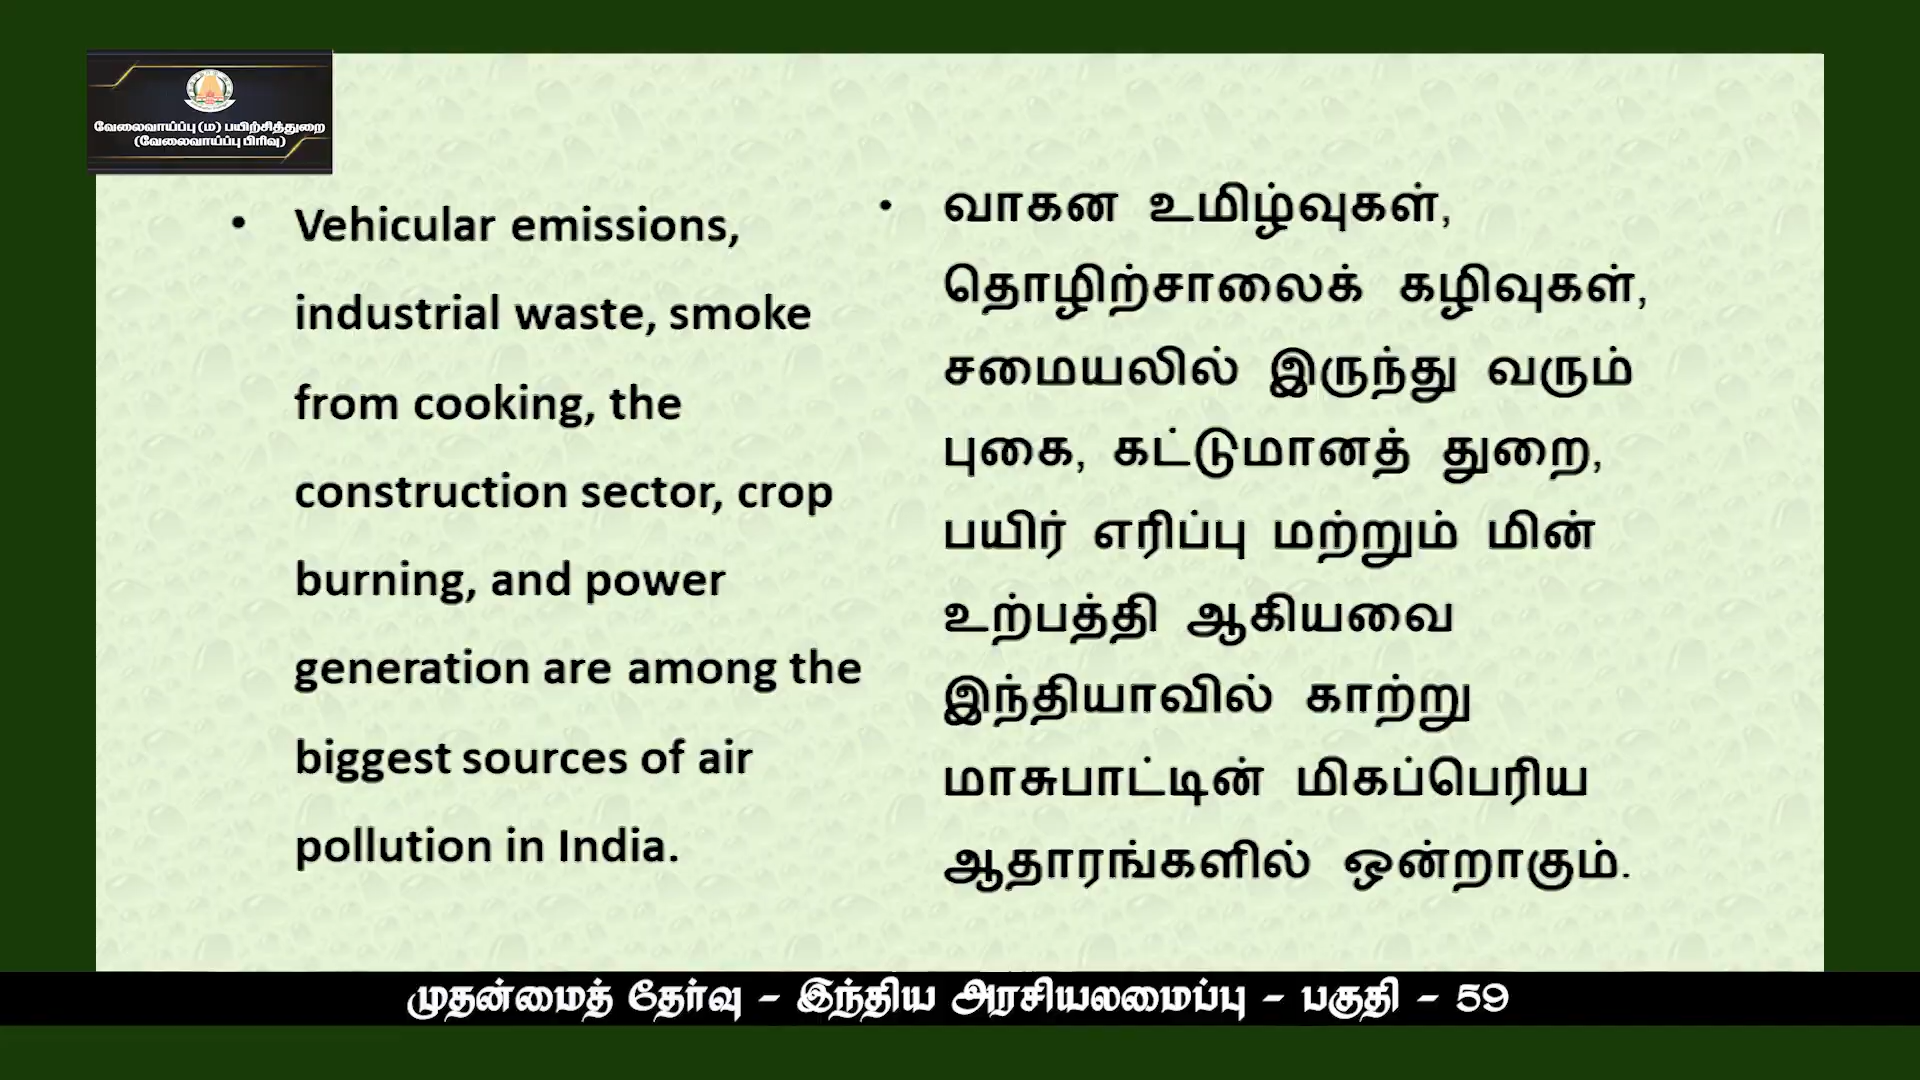 வேலைவாய்ப்பு (ம) பயிற்சித்துறை
(வேலைவாய்ப்பு பிரிவு)
• Vehicular emissions,
industrial waste, smoke
from cooking, the
construction sector, crop
burning, and power
generation are among the
biggest sources of air
pollution in India.
• வாகன உமிழ்வுகள்,
தொழிற்சாலைக் கழிவுகள்,
சமையலில் இருந்து வரும்
புகை, கட்டுமானத் துறை,
பயிர் எரிப்பு மற்றும் மின்
உற்பத்தி ஆகியவை
இந்தியாவில் காற்று
மாசுபாட்டின் மிகப்பெரிய
ஆதாரங்களில் ஒன்றாகும்.
முதன்மைத் தேர்வு - இந்திய அரசியலமைப்பு - பகுதி - 59